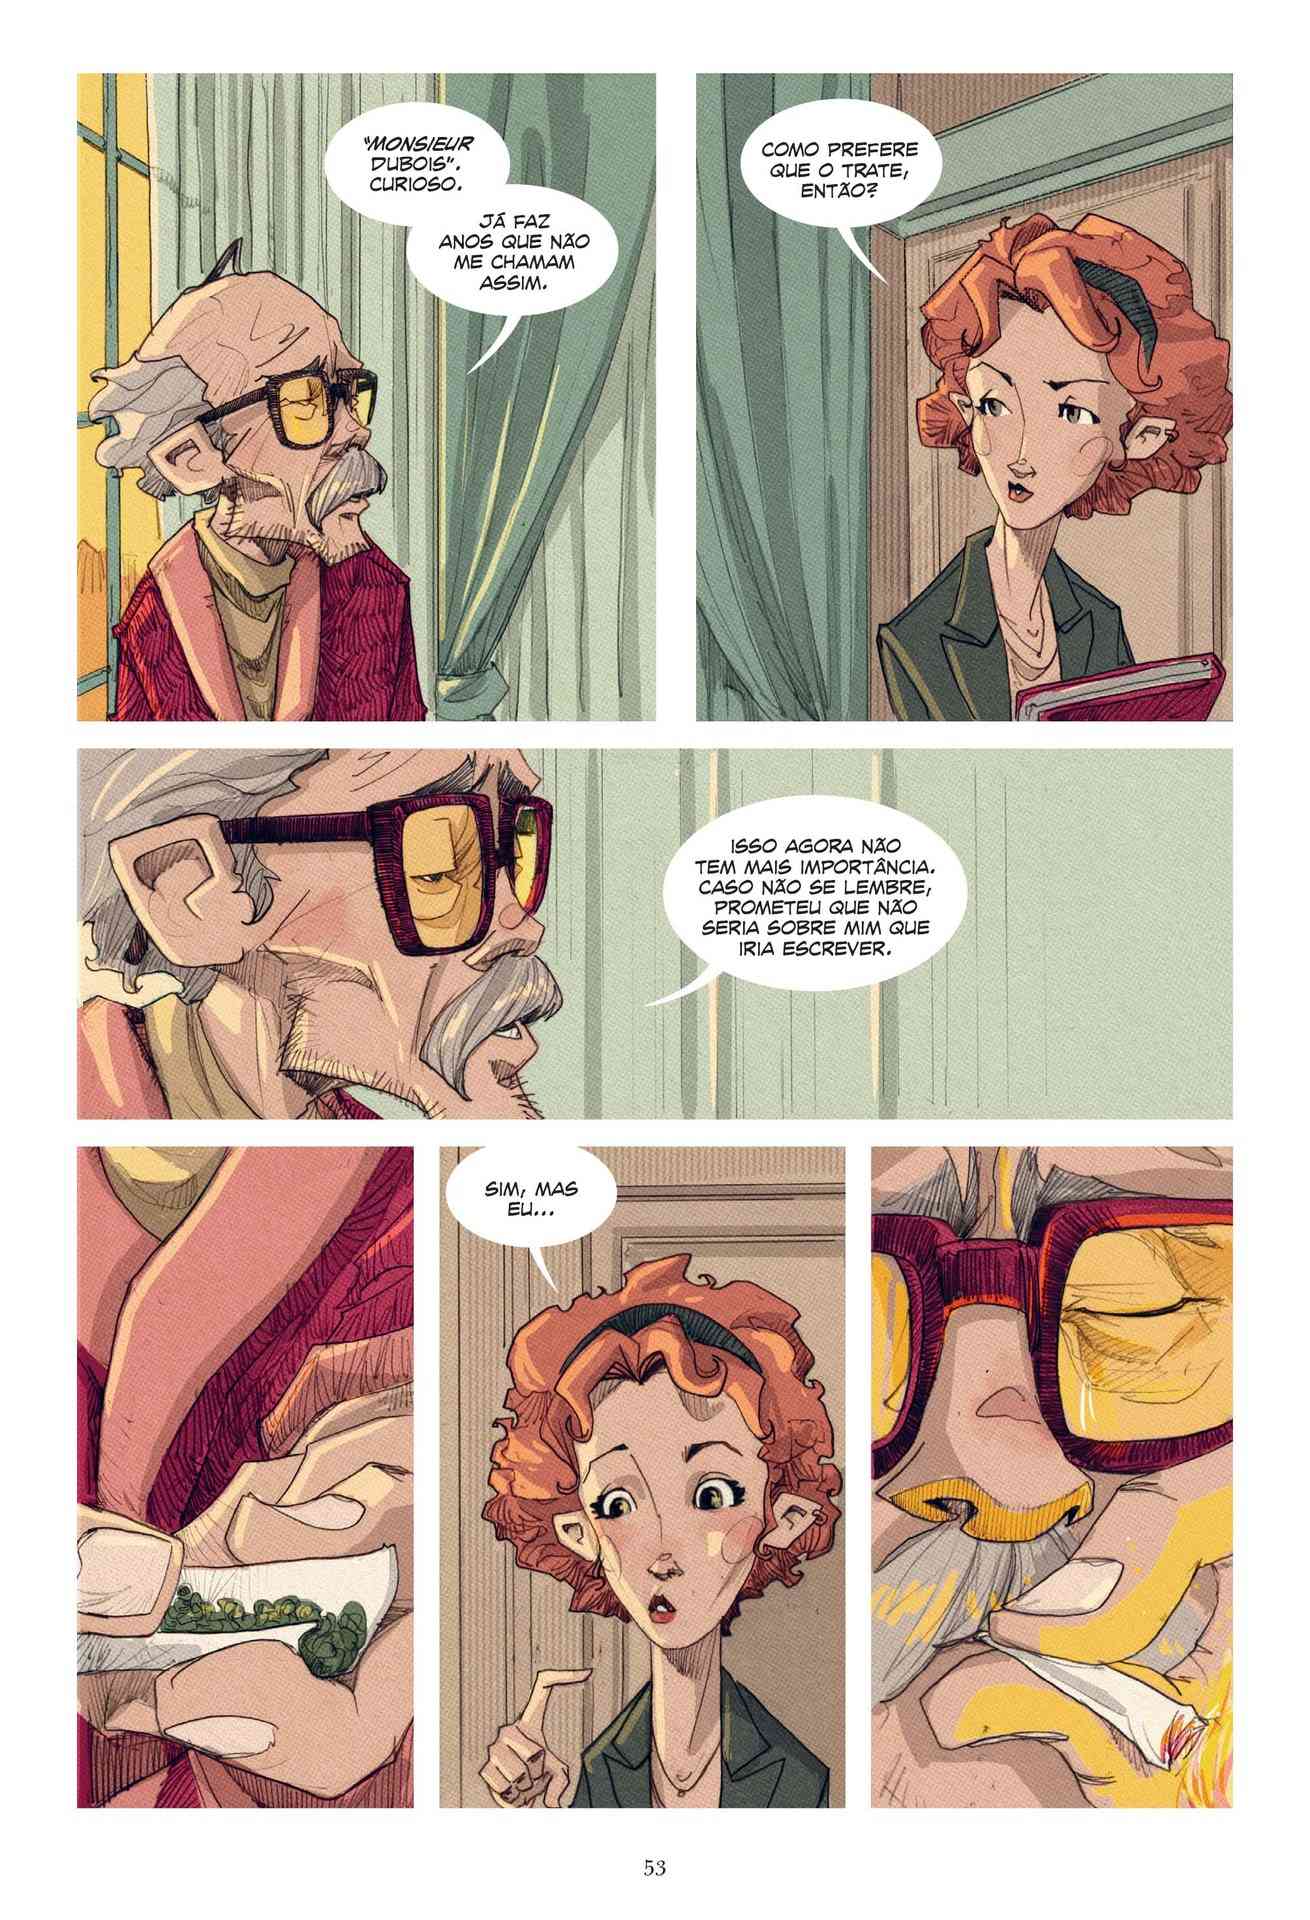 "MONSIEUR
DUBOIS".
CURIOSO.
JÁ FAZ
ANOS QUE NÃO
ME CHAMAM
ASSIM.
COMO PREFERE
QUE O TRATE,
ENTÃO?
ISSO AGORA NÃO
TEM MAIS IMPORTÂNCIA.
CASO NÃO SE LEMBRE,
PROMETEU QUE NÃO
SERIA SOBRE MIM QUE
IRIA ESCREVER.
SIM, MAS
EU...
53